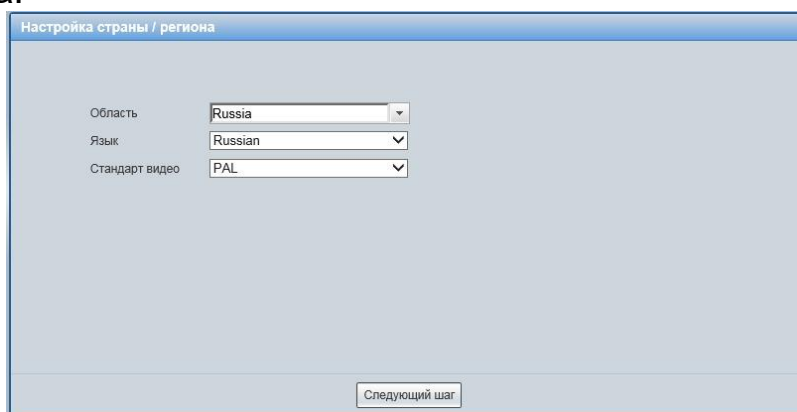 Настройка страны / региона
Область Russia
Язык Russian
Стандарт видео PAL
Следующий шаг